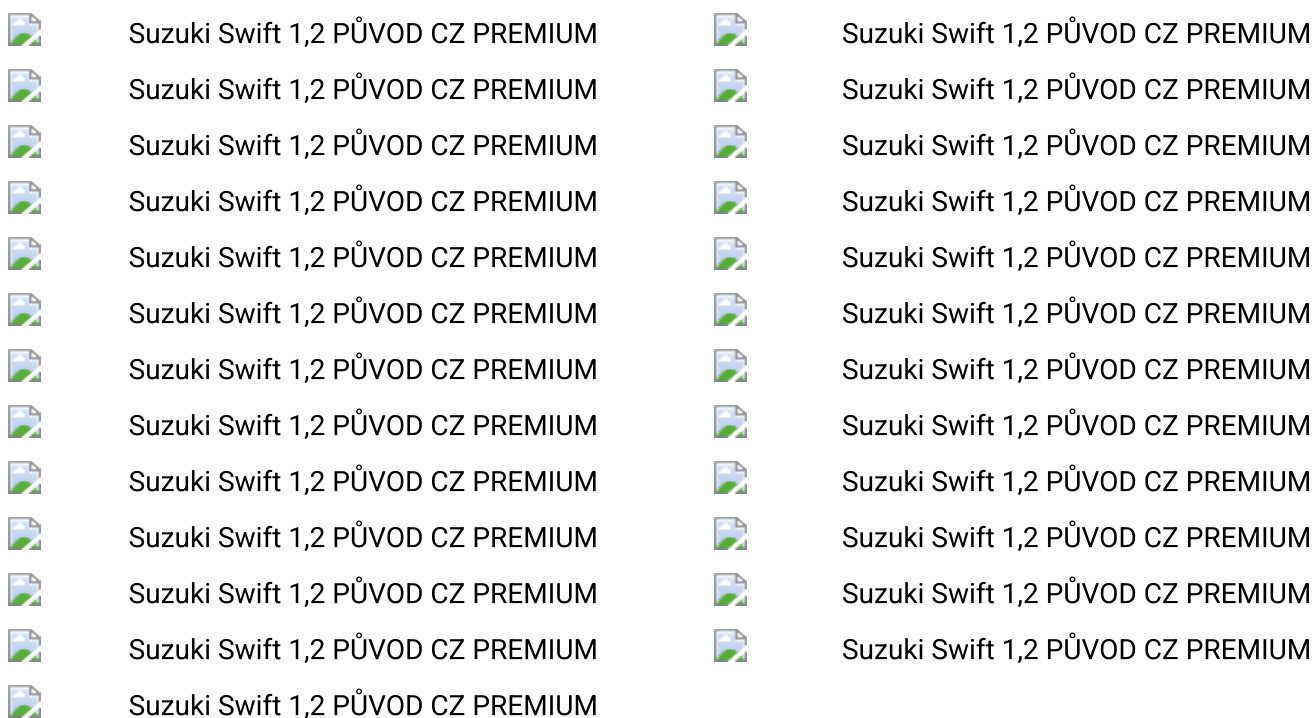 Suzuki Swift 1,2 PŮVOD CZ PREMIUM Suzuki Swift 1,2 PŮVOD CZ PREMIUM
Suzuki Swift 1,2 PŮVOD CZ PREMIUM Suzuki Swift 1,2 PŮVOD CZ PREMIUM
Suzuki Swift 1,2 PŮVOD CZ PREMIUM Suzuki Swift 1,2 PŮVOD CZ PREMIUM
Suzuki Swift 1,2 PŮVOD CZ PREMIUM Suzuki Swift 1,2 PŮVOD CZ PREMIUM
Suzuki Swift 1,2 PŮVOD CZ PREMIUM Suzuki Swift 1,2 PŮVOD CZ PREMIUM
Suzuki Swift 1,2 PŮVOD CZ PREMIUM Suzuki Swift 1,2 PŮVOD CZ PREMIUM
Suzuki Swift 1,2 PŮVOD CZ PREMIUM Suzuki Swift 1,2 PŮVOD CZ PREMIUM
Suzuki Swift 1,2 PŮVOD CZ PREMIUM Suzuki Swift 1,2 PŮVOD CZ PREMIUM
Suzuki Swift 1,2 PŮVOD CZ PREMIUM Suzuki Swift 1,2 PŮVOD CZ PREMIUM
Suzuki Swift 1,2 PŮVOD CZ PREMIUM Suzuki Swift 1,2 PŮVOD CZ PREMIUM
Suzuki Swift 1,2 PŮVOD CZ PREMIUM Suzuki Swift 1,2 PŮVOD CZ PREMIUM
Suzuki Swift 1,2 PŮVOD CZ PREMIUM Suzuki Swift 1,2 PŮVOD CZ PREMIUM
Suzuki Swift 1,2 PŮVOD CZ PREMIUM